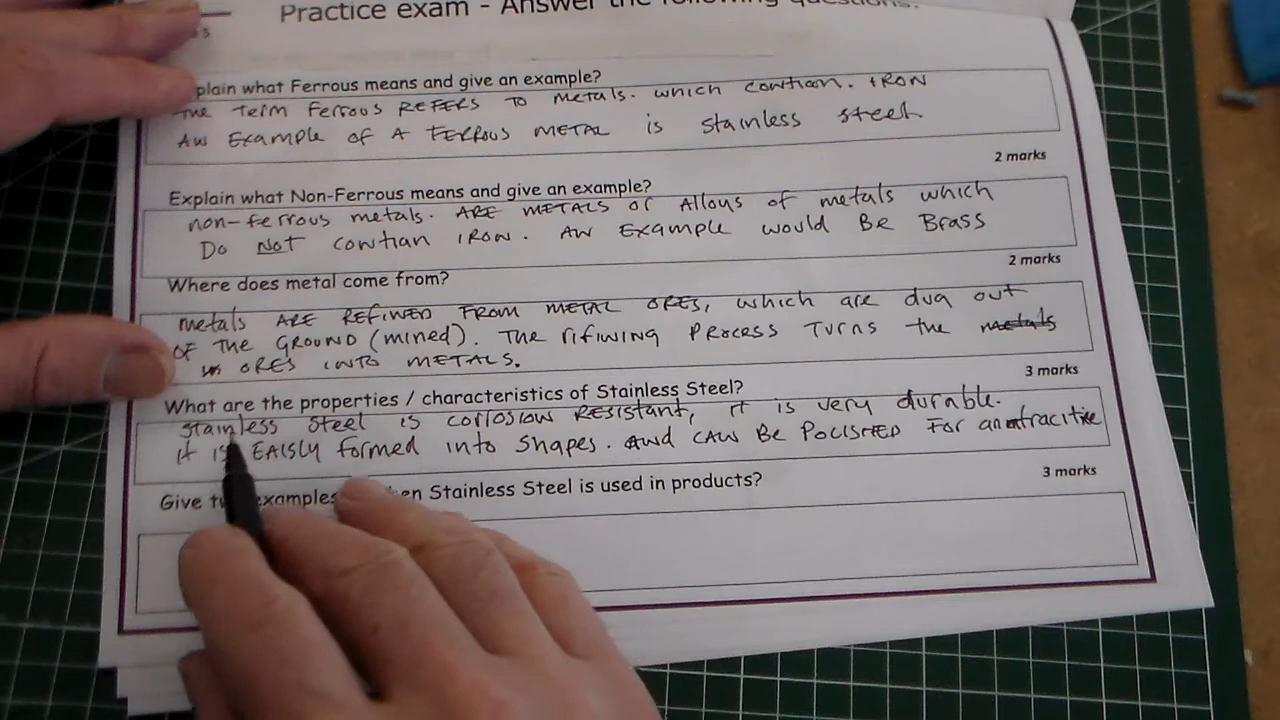 Practice exam - Answer the following questions.
plain what Ferrous means and give an example?
The term Ferrous REFERS TO Metals. which contian. IRON
AN Example of A FERROUS METAL is stainless steel
2 marks
Explain what Non-Ferrous means and give an example?
non-ferrous metals. ARE METALS or Alloys of metals which
Do Not contian IRON. AN Example would Be Brass
2 marks
Where does metal come from?
metals ARE REFINED FROM METAL ORES, which are dug out
OF THE GROUND (mined). The rifining PROCESS TURNS the metals
ORES INTO METALS.
3 marks
What are the properties / characteristics of Stainless Steel?
stainless steel is corrosion RESISTANT, it is very durable.
it is EAISLY formed into shapes. And CAN BE POLISHED FOR an attracitive
3 marks
Give examples en Stainless Steel is used in products?